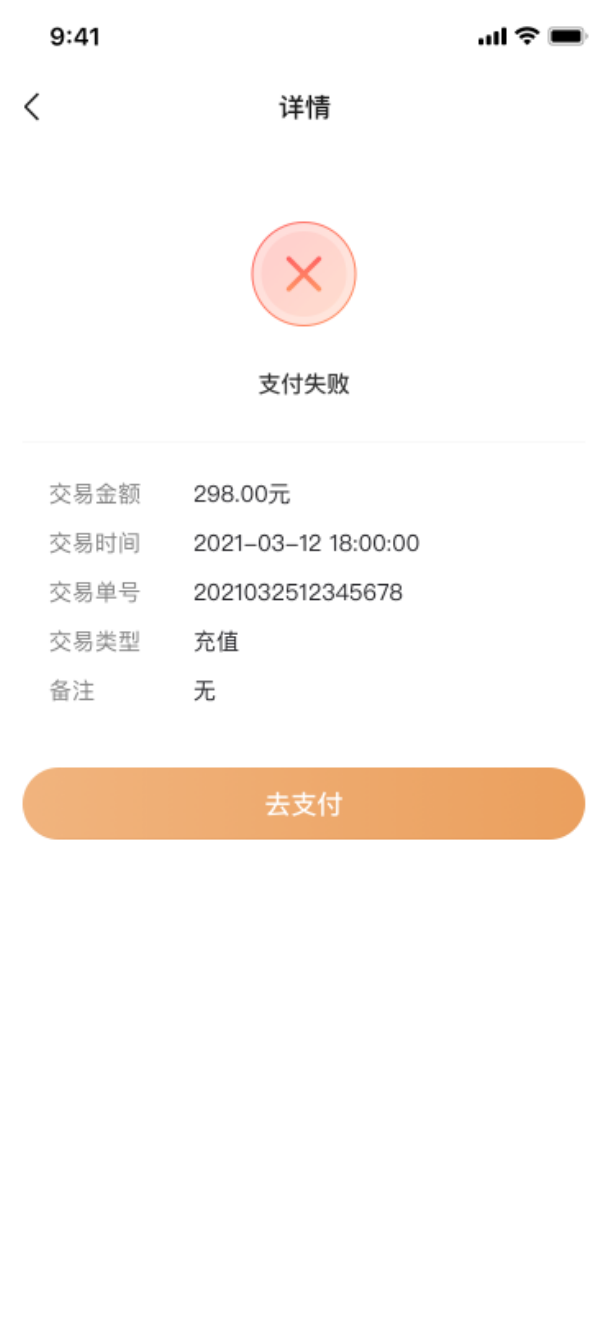 9:41
详情
支付失败
交易金额 298.00元
交易时间 2021-03-12 18:00:00
交易单号 2021032512345678
交易类型 充值
备注 无
去支付